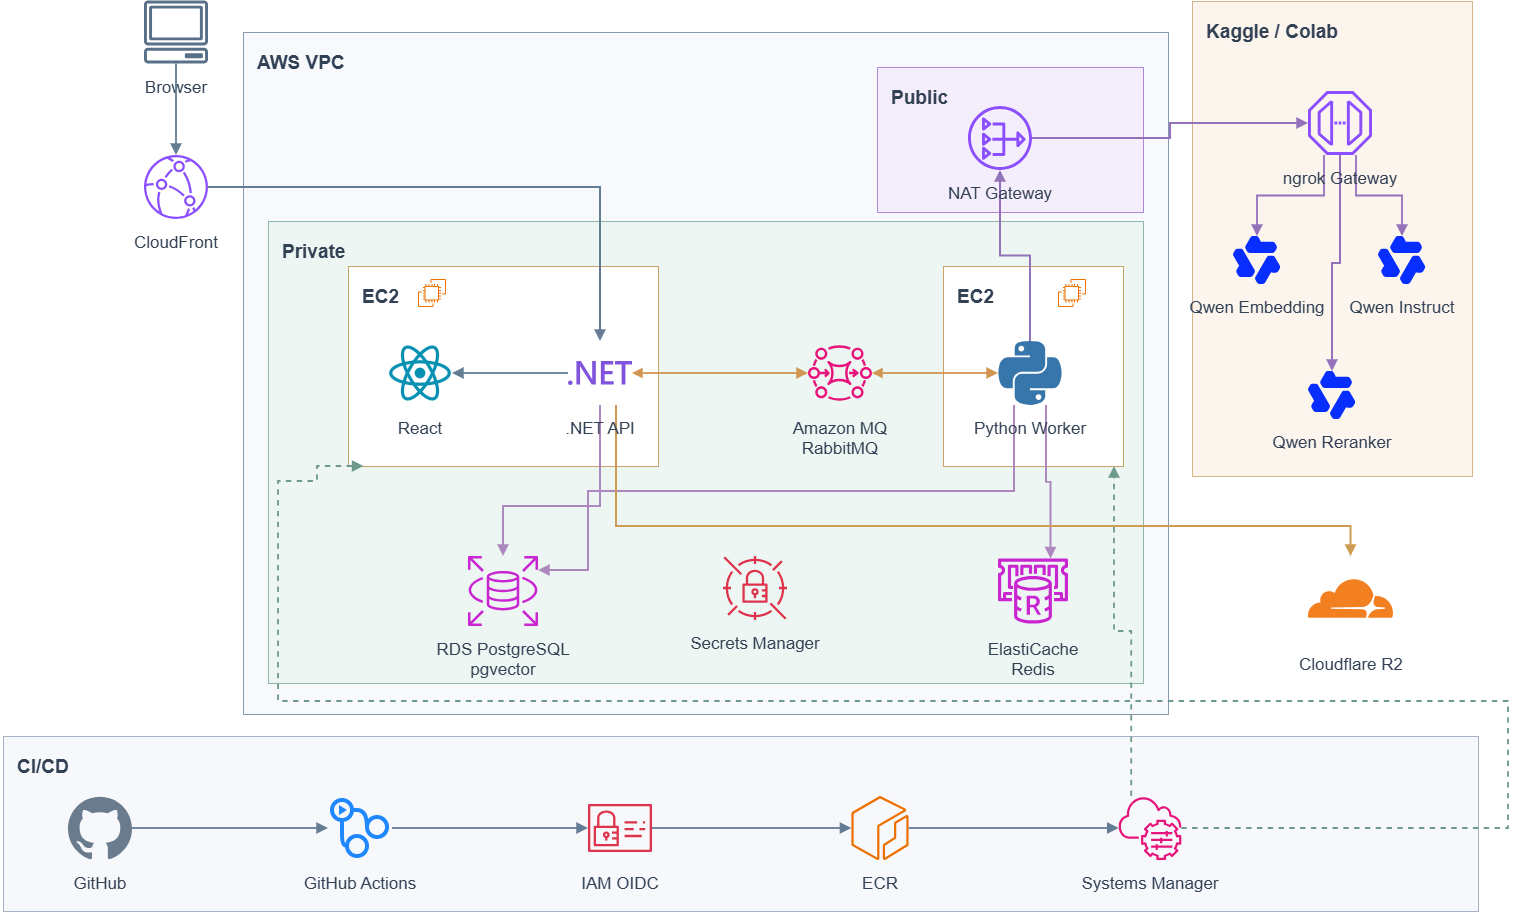 Browser
CloudFront
AWS VPC
Public
NAT Gateway
Kaggle / Colab
ngrok Gateway
Qwen Embedding
Qwen Instruct
Qwen Reranker
Private
EC2
React
.NET
.NET API
Amazon MQ
RabbitMQ
EC2
Python Worker
RDS PostgreSQL
pgvector
Secrets Manager
R
ElastiCache
Redis
Cloudflare R2
CI/CD
GitHub
GitHub Actions
IAM OIDC
ECR
Systems Manager